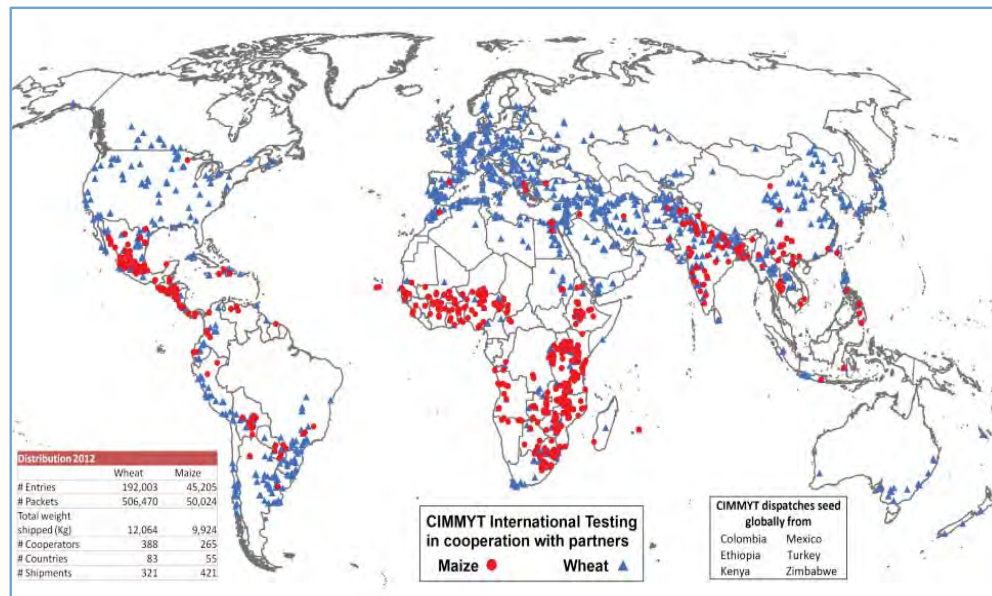 Distribution 2012
Wheat Maize
# Entries 192,003 45,205
# Packets 506,470 50,024
Total weight
shipped (Kg) 12,064 9,924
# Cooperators 388 265
# Countries 83 55
# Shipments 321 421
CIMMYT International Testing
in cooperation with partners
Maize Wheat
CIMMYT dispatches seed
globally from
Colombia Mexico
Ethiopia Turkey
Kenya Zimbabwe